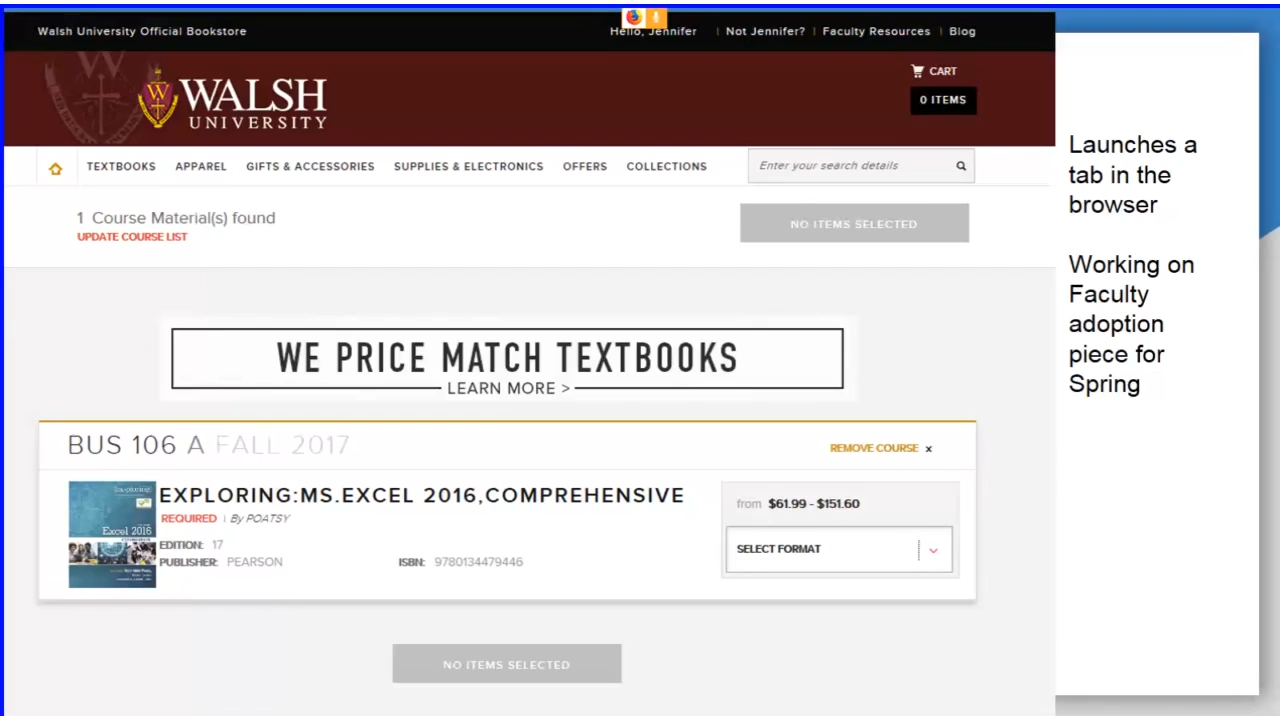 Walsh University Official Bookstore
Hello, Jennifer | Not Jennifer? | Faculty Resources | Blog
WALSH
UNIVERSITY
CART
0 ITEMS
TEXTBOOKS APPAREL GIFTS & ACCESSORIES SUPPLIES & ELECTRONICS OFFERS COLLECTIONS Enter your search details
1 Course Material(s) found
UPDATE COURSE LIST
NO ITEMS SELECTED
WE PRICE MATCH TEXTBOOKS
LEARN MORE >
BUS 106 A FALL 2017
REMOVE COURSE x
Exploring
Excel 2016
EXPLORING:MS.EXCEL 2016,COMPREHENSIVE
REQUIRED | By POATSY
EDITION: 17
PUBLISHER: PEARSON ISBN: 9780134479446
from $61.99 - $151.60
SELECT FORMAT
NO ITEMS SELECTED
Launches a
tab in the
browser
Working on
Faculty
adoption
piece for
Spring